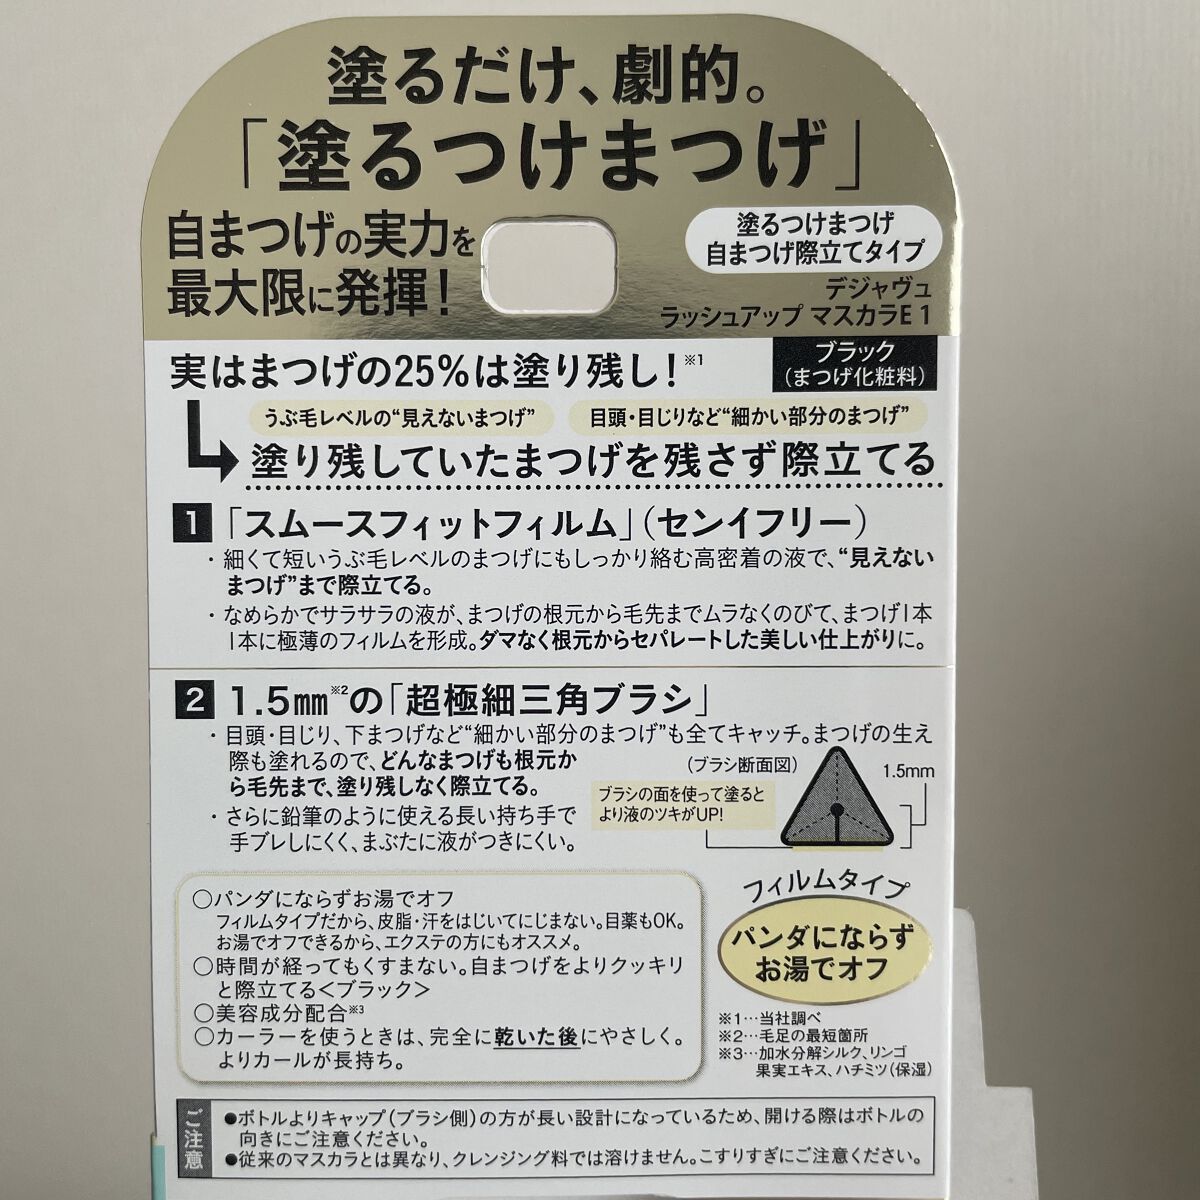 塗るだけ、劇的。
「塗るつけまつげ」
自まつげの実力を
最大限に発揮!
塗るつけまつげ
自まつげ際立てタイプ
デジャヴュ
ラッシュアップ マスカラE 1
ブラック
(まつげ化粧料)
実はまつげの25%は塗り残し!※1
うぶ毛レベルの“見えないまつげ”
目頭・目じりなど“細かい部分のまつげ”
塗り残していたまつげを残さず際立てる
1 「スムースフィットフィルム」(センイフリー)
・細くて短いうぶ毛レベルのまつげにもしっかり絡む高密着の液で、“見えない
まつげ”まで際立てる。
・なめらかでサラサラの液が、まつげの根元から毛先までムラなくのびて、まつげ1本
1本に極薄のフィルムを形成。ダマなく根元からセパレートした美しい仕上がりに。
2 1.5mm※2の「超極細三角ブラシ」
・目頭・目じり、下まつげなど“細かい部分のまつげ”も全てキャッチ。まつげの生え
際も塗れるので、どんなまつげも根元か
ら毛先まで、塗り残しなく際立てる。
・さらに鉛筆のように使える長い持ち手で
手ブレしにくく、まぶたに液がつきにくい。
(ブラシ断面図)
1.5mm
ブラシの面を使って塗ると
より液のツキがUP!
○パンダにならずお湯でオフ
フィルムタイプだから、皮脂・汗をはじいてにじまない。目薬もOK。
お湯でオフできるから、エクステの方にもオススメ。
○時間が経ってもくすまない。自まつげをよりクッキリ
と際立てる<ブラック>
○美容成分配合※3
○カーラーを使うときは、完全に乾いた後にやさしく。
よりカールが長持ち。
フィルムタイプ
パンダにならず
お湯でオフ
※1…当社調べ
※2…毛足の最短箇所
※3…加水分解シルク、リンゴ
果実エキス、ハチミツ(保湿)
ご注意
●ボトルよりキャップ(ブラシ側)の方が長い設計になっているため、開ける際はボトルの
向きにご注意ください。
●従来のマスカラとは異なり、クレンジング料では溶けません。こすりすぎにご注意ください。